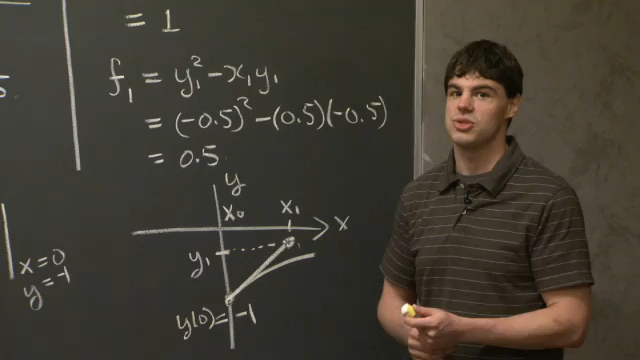 = 1
5
f₁ = y₁² - x₁y₁
= (-0.5)² - (0.5)(-0.5)
= 0.5
y
x₀
x₁
x
y₁
x=0
y=-1
y(0)= -1